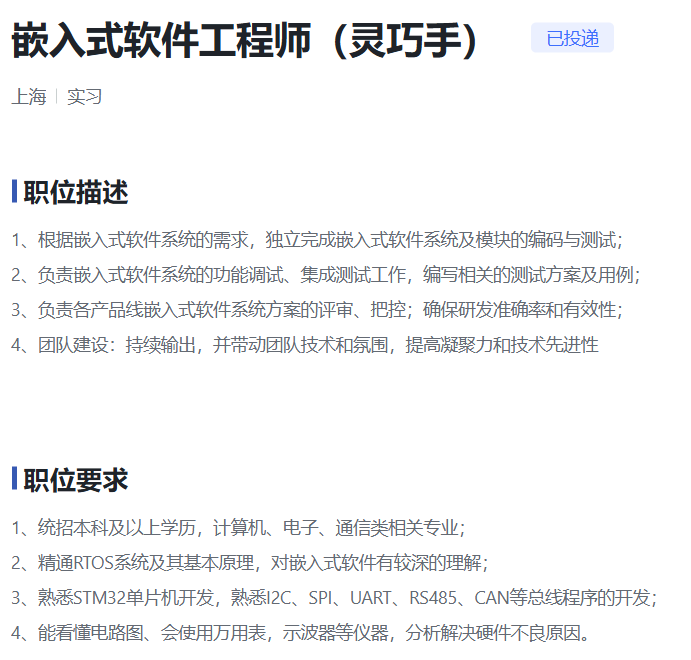 嵌入式软件工程师（灵巧手）
已投递
上海 | 实习
职位描述
1、根据嵌入式软件系统的需求，独立完成嵌入式软件系统及模块的编码与测试；
2、负责嵌入式软件系统的功能调试、集成测试工作，编写相关的测试方案及用例；
3、负责各产品线嵌入式软件系统方案的评审、把控；确保研发准确率和有效性；
4、团队建设：持续输出，并带动团队技术和氛围，提高凝聚力和技术先进性
职位要求
1、统招本科及以上学历，计算机、电子、通信类相关专业；
2、精通RTOS系统及其基本原理，对嵌入式软件有较深的理解；
3、熟悉STM32单片机开发，熟悉I2C、SPI、UART、RS485、CAN等总线程序的开发；
4、能看懂电路图、会使用万用表，示波器等仪器，分析解决硬件不良原因。